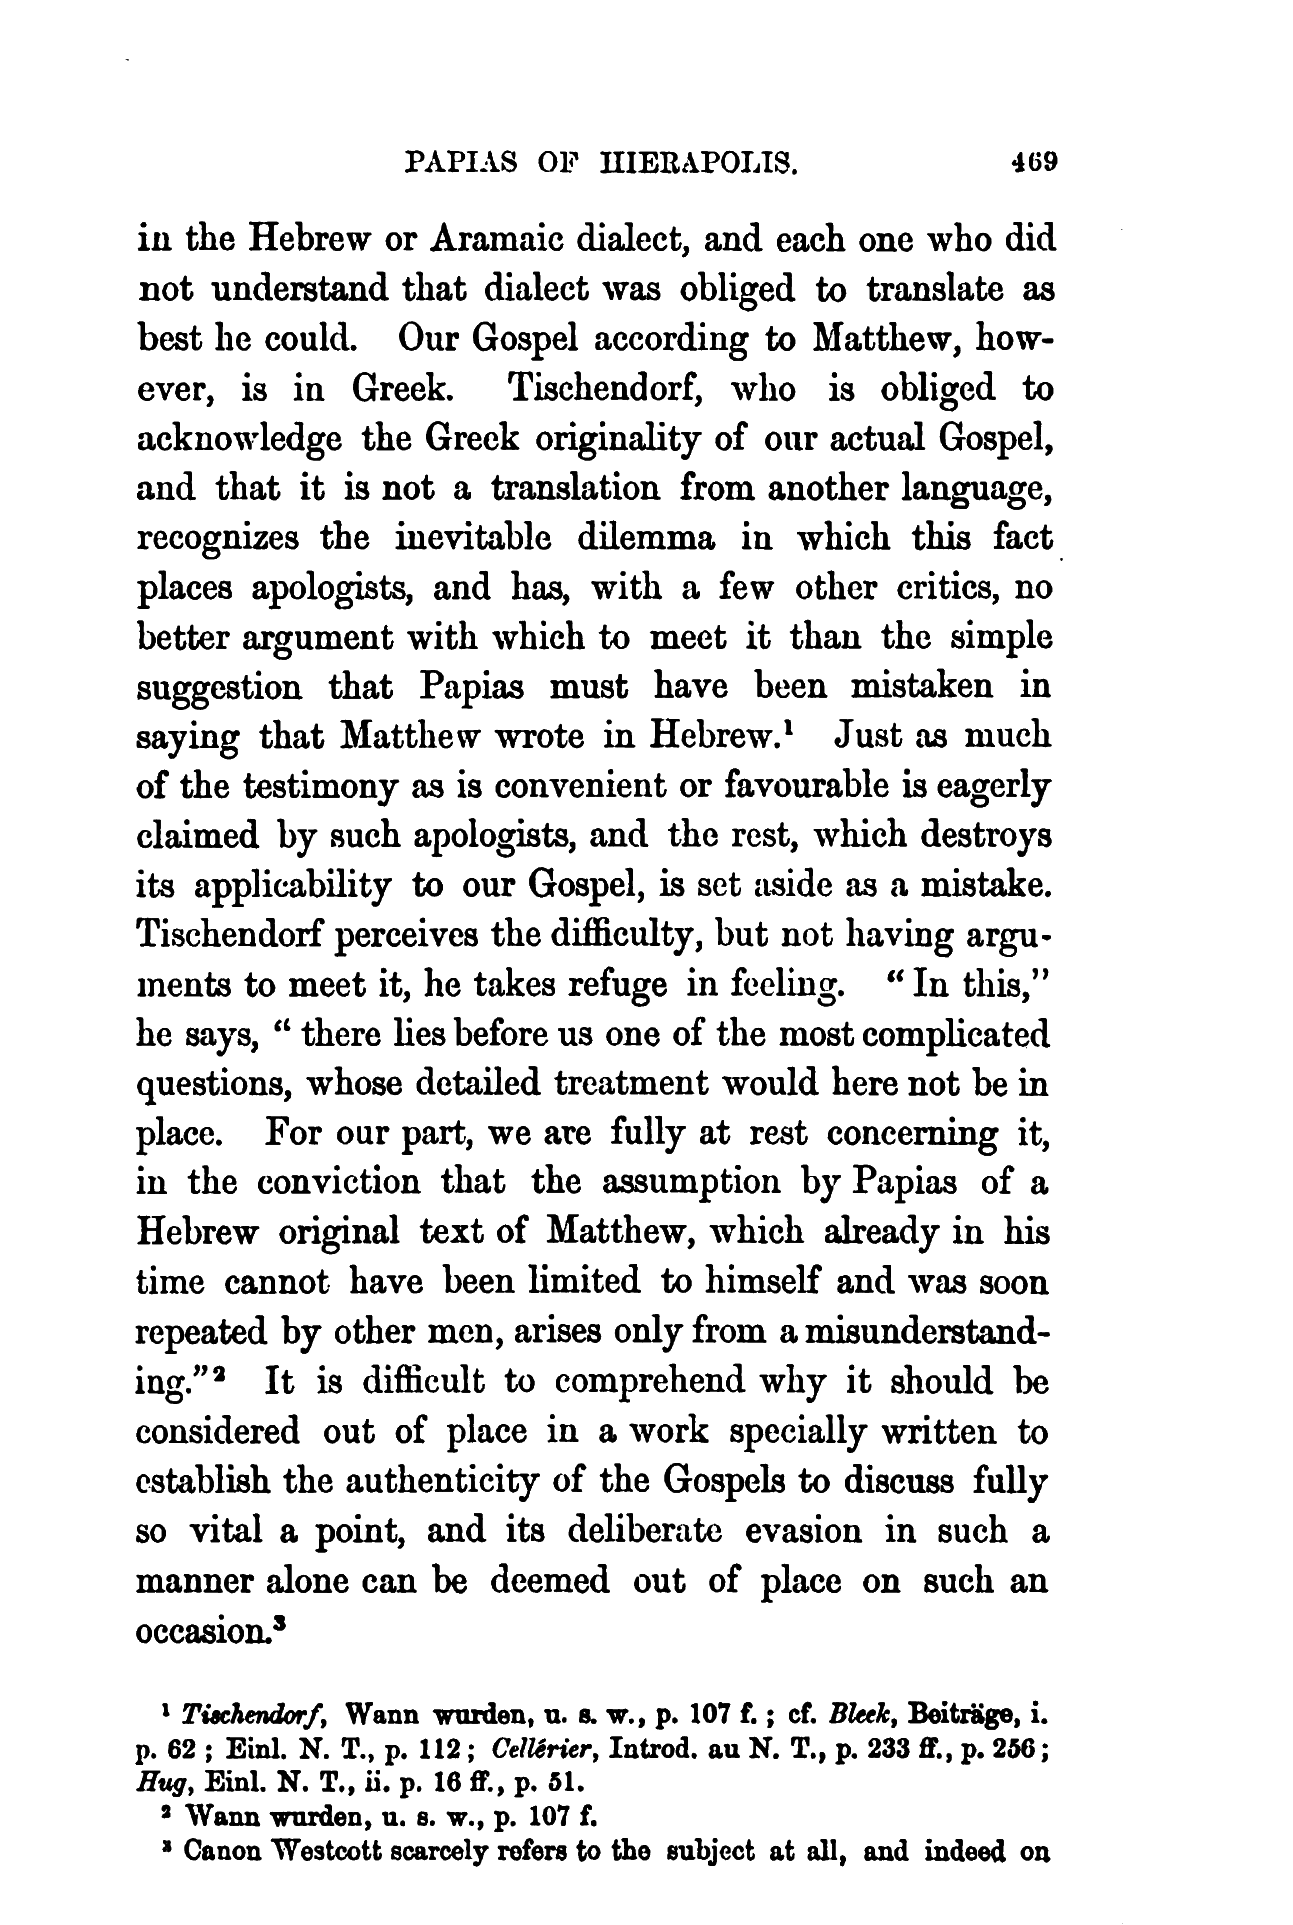 PAPIAS OF HIERAPOLIS. 469
in the Hebrew or Aramaic dialect, and each one who did
not understand that dialect was obliged to translate as
best he could. Our Gospel according to Matthew, how-
ever, is in Greek. Tischendorf, who is obliged to
acknowledge the Greek originality of our actual Gospel,
and that it is not a translation from another language,
recognizes the inevitable dilemma in which this fact
places apologists, and has, with a few other critics, no
better argument with which to meet it than the simple
suggestion that Papias must have been mistaken in
saying that Matthew wrote in Hebrew.¹ Just as much
of the testimony as is convenient or favourable is eagerly
claimed by such apologists, and the rest, which destroys
its applicability to our Gospel, is set aside as a mistake.
Tischendorf perceives the difficulty, but not having argu-
ments to meet it, he takes refuge in feeling. “In this,”
he says, “there lies before us one of the most complicated
questions, whose detailed treatment would here not be in
place. For our part, we are fully at rest concerning it,
in the conviction that the assumption by Papias of a
Hebrew original text of Matthew, which already in his
time cannot have been limited to himself and was soon
repeated by other men, arises only from a misunderstand-
ing.”² It is difficult to comprehend why it should be
considered out of place in a work specially written to
establish the authenticity of the Gospels to discuss fully
so vital a point, and its deliberate evasion in such a
manner alone can be deemed out of place on such an
occasion.³
¹ Tischendorf, Wann wurden, u. s. w., p. 107 f.; cf. Bleek, Beiträge, i.
p. 62; Einl. N. T., p. 112; Cellérier, Introd. au N. T., p. 233 ff., p. 256;
Hug, Einl. N. T., ii. p. 16 ff., p. 51.
² Wann wurden, u. s. w., p. 107 f.
³ Canon Westcott scarcely refers to the subject at all, and indeed on